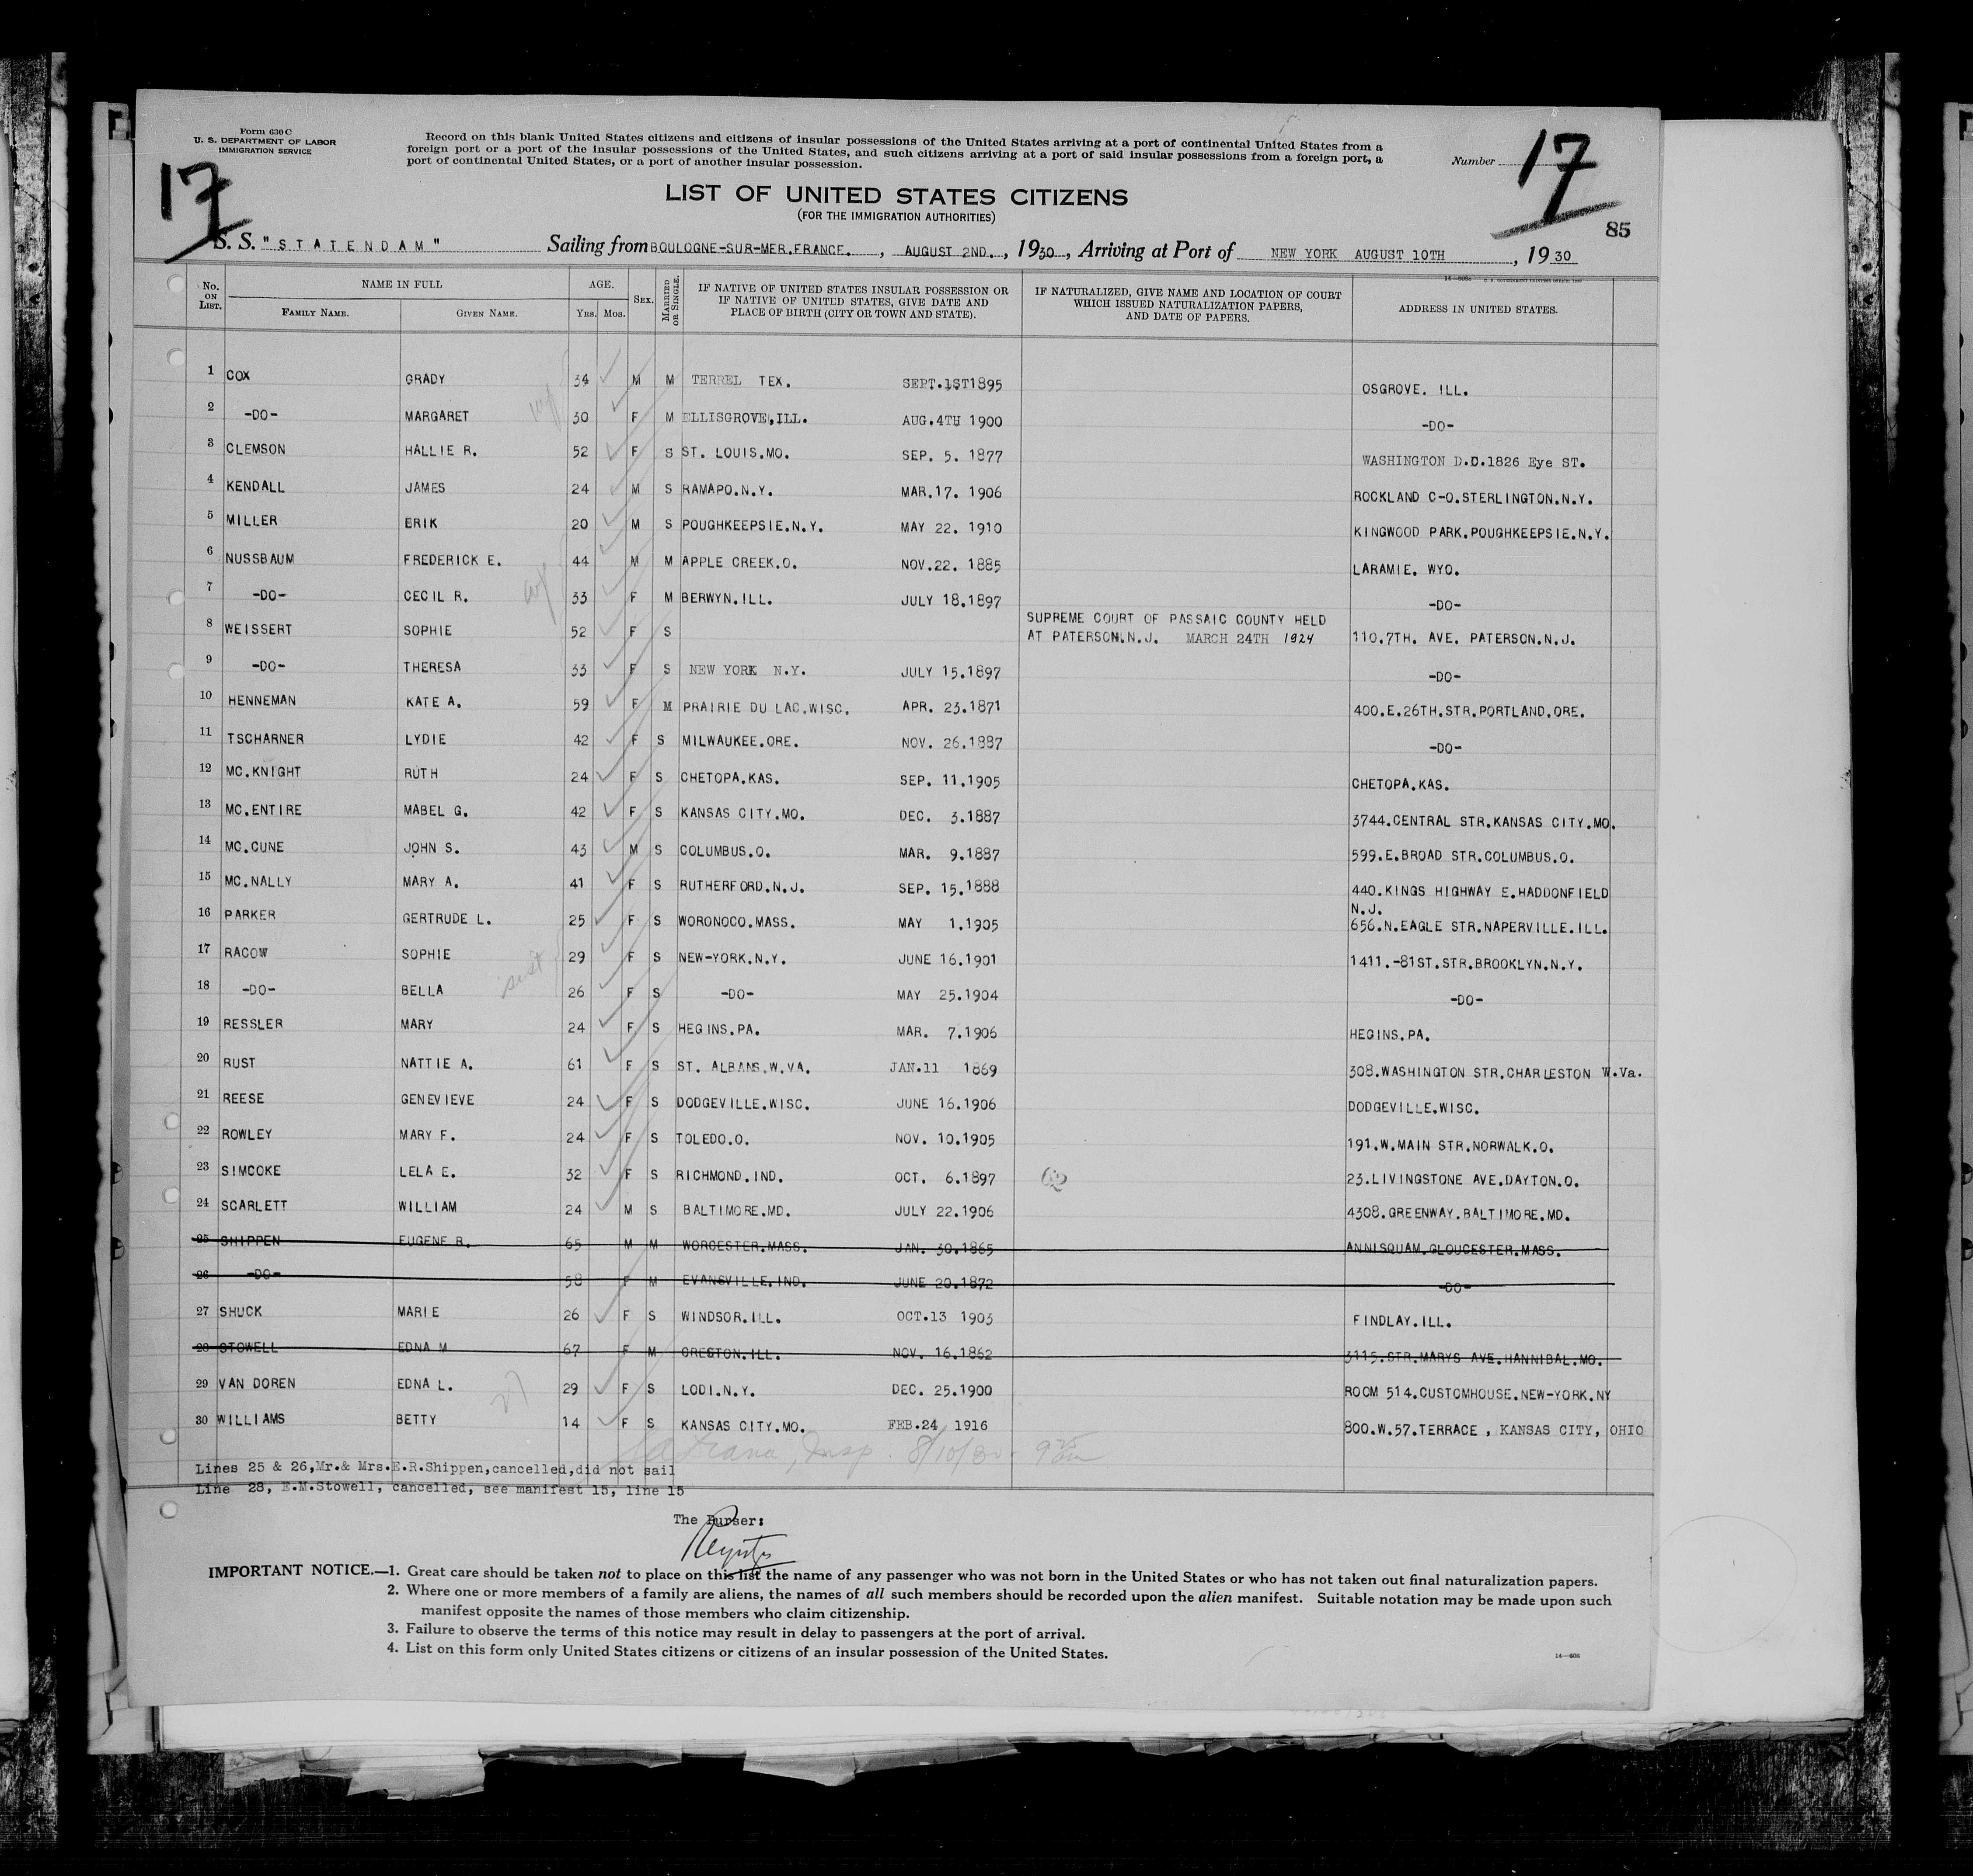 Form 630 C
U. S. DEPARTMENT OF LABOR
IMMIGRATION SERVICE
Record on this blank United States citizens and citizens of insular possessions of the United States arriving at a port of continental United States from a
foreign port or a port of the insular possessions of the United States, and such citizens arriving at a port of said insular possessions from a foreign port, a
port of continental United States, or a port of another insular possession.
Number 17
17
LIST OF UNITED STATES CITIZENS
(FOR THE IMMIGRATION AUTHORITIES)
85
S. S. "STATENDAM" Sailing from BOULOGNE-SUR-MER.FRANCE. , AUGUST 2ND. , 1930 , Arriving at Port of NEW YORK AUGUST 10TH , 1930
No. ON LIST. NAME IN FULL FAMILY NAME. GIVEN NAME. AGE. YRS. MOS. SEX. MARRIED OR SINGLE. IF NATIVE OF UNITED STATES INSULAR POSSESSION OR IF NATIVE OF UNITED STATES, GIVE DATE AND PLACE OF BIRTH (CITY OR TOWN AND STATE). IF NATURALIZED, GIVE NAME AND LOCATION OF COURT WHICH ISSUED NATURALIZATION PAPERS, AND DATE OF PAPERS. ADDRESS IN UNITED STATES.
1 COX GRADY 34 M M TERREL TEX. SEPT.1ST1895 OSGROVE. ILL.
2 -DO- MARGARET 30 F M ELLISGROVE,ILL. AUG.4TH 1900 -DO-
3 CLEMSON HALLIE R. 52 F S ST. LOUIS.MO. SEP. 5. 1877 WASHINGTON D.C.1826 Eye ST.
4 KENDALL JAMES 24 M S RAMAPO.N.Y. MAR.17. 1906 ROCKLAND C-O.STERLINGTON.N.Y.
5 MILLER ERIK 20 M S POUGHKEEPSIE.N.Y. MAY 22. 1910 KINGWOOD PARK.POUGHKEEPSIE.N.Y.
6 NUSSBAUM FREDERICK E. 44 M M APPLE CREEK.O. NOV.22. 1885 LARAMIE. WYO.
7 -DO- CECIL R. 33 F M BERWYN.ILL. JULY 18.1897 -DO-
8 WEISSERT SOPHIE 52 F S SUPREME COURT OF PASSAIC COUNTY HELD
AT PATERSON.N.J. MARCH 24TH 1924 110.7TH. AVE. PATERSON.N.J.
9 -DO- THERESA 33 F S NEW YORK N.Y. JULY 15.1897 -DO-
10 HENNEMAN KATE A. 59 F M PRAIRIE DU LAC.WISC. APR. 23.1871 400.E.26TH.STR.PORTLAND.ORE.
11 TSCHARNER LYDIE 42 F S MILWAUKEE.ORE. NOV. 26.1887 -DO-
12 MC.KNIGHT RUTH 24 F S CHETOPA.KAS. SEP. 11.1905 CHETOPA.KAS.
13 MC.ENTIRE MABEL G. 42 F S KANSAS CITY.MO. DEC. 3.1887 3744.CENTRAL STR.KANSAS CITY.MO.
14 MC.CUNE JOHN S. 43 M S COLUMBUS.O. MAR. 9.1887 599.E.BROAD STR.COLUMBUS.O.
15 MC.NALLY MARY A. 41 F S RUTHERFORD.N.J. SEP. 15.1888 440.KINGS HIGHWAY E.HADDONFIELD
N.J.
16 PARKER GERTRUDE L. 25 F S WORONOCO.MASS. MAY 1.1905 656.N.EAGLE STR.NAPERVILLE.ILL.
17 RACOW SOPHIE 29 F S NEW-YORK.N.Y. JUNE 16.1901 1411.-81ST.STR.BROOKLYN.N.Y.
sist
18 -DO- BELLA 26 F S -DO- MAY 25.1904 -DO-
19 RESSLER MARY 24 F S HEGINS.PA. MAR. 7.1906 HEGINS.PA.
20 RUST NATTIE A. 61 F S ST. ALBANS.W.VA. JAN.11 1869 308.WASHINGTON STR.CHARLESTON W.Va.
21 REESE GENEVIEVE 24 F S DODGEVILLE.WISC. JUNE 16.1906 DODGEVILLE.WISC.
22 ROWLEY MARY F. 24 F S TOLEDO.O. NOV. 10.1905 191.W.MAIN STR.NORWALK.O.
23 SIMCOKE LELA E. 32 F S RICHMOND.IND. OCT. 6.1897 62 23.LIVINGSTONE AVE.DAYTON.O.
24 SCARLETT WILLIAM 24 M S BALTIMORE.MD. JULY 22.1906 4308.GREENWAY.BALTIMORE.MD.
25 SHIPPEN EUGENE R. 65 M M WORCESTER.MASS. JAN. 30.1865 ANNISQUAM.GLOUCESTER.MASS.
26 -DO- 58 F M EVANSVILLE.IND. JUNE 20.1872 -DO-
27 SHUCK MARIE 26 F S WINDSOR.ILL. OCT.13 1903 FINDLAY.ILL.
28 STOWELL EDNA M 67 F M CRESTON.ILL. NOV. 16.1862 3115.STR.MARYS AVE.HANNIBAL.MO.
29 VAN DOREN EDNA L. 29 F S LODI.N.Y. DEC. 25.1900 ROOM 514.CUSTOMHOUSE.NEW-YORK.NY
27
30 WILLIAMS BETTY 14 F S KANSAS CITY.MO. FEB.24 1916 800.W.57.TERRACE , KANSAS CITY, OHIO
Insp. 8/10/30
Lines 25 & 26,Mr.& Mrs.E.R.Shippen,cancelled,did not sail
Line 28, E.M.Stowell, cancelled, see manifest 15, line 15
The Purser:
IMPORTANT NOTICE.—1. Great care should be taken not to place on this list the name of any passenger who was not born in the United States or who has not taken out final naturalization papers.
2. Where one or more members of a family are aliens, the names of all such members should be recorded upon the alien manifest. Suitable notation may be made upon such
manifest opposite the names of those members who claim citizenship.
3. Failure to observe the terms of this notice may result in delay to passengers at the port of arrival.
4. List on this form only United States citizens or citizens of an insular possession of the United States.
14—606